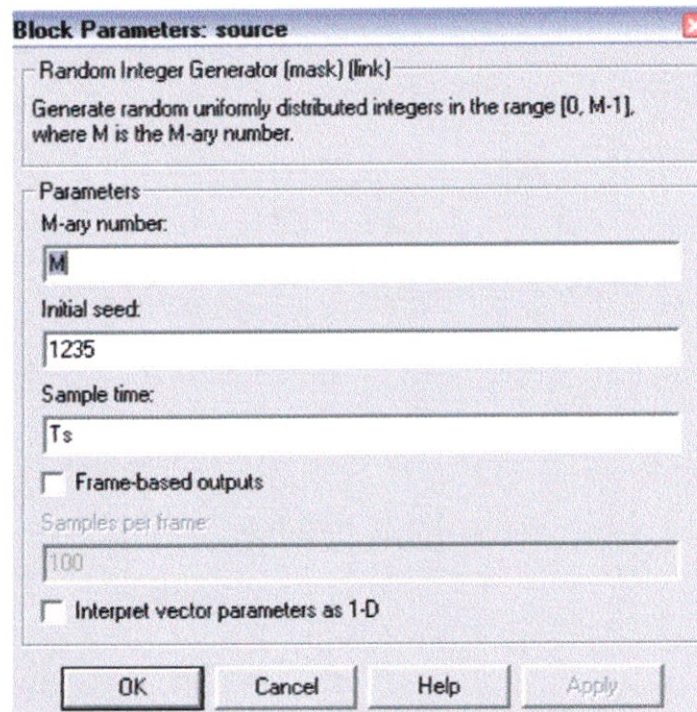 Block Parameters: source
Random Integer Generator (mask) (link)
Generate random uniformly distributed integers in the range [0, M-1],
where M is the M-ary number.
Parameters
M-ary number:
M
Initial seed:
1235
Sample time:
Ts
Frame-based outputs
Samples per frame:
100
Interpret vector parameters as 1-D
OK Cancel Help Apply